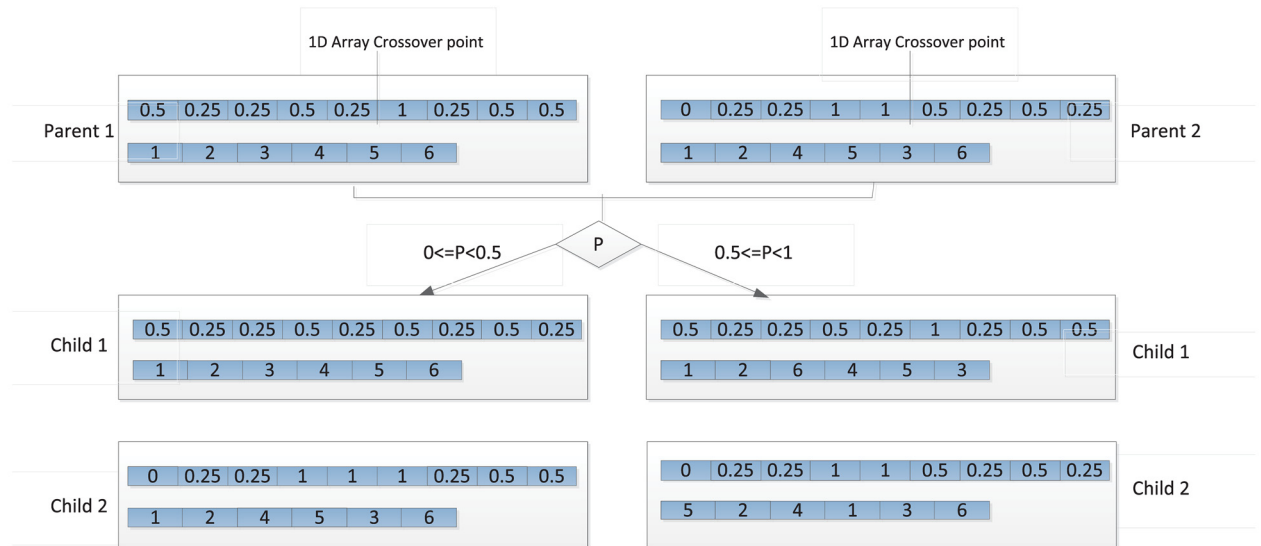 1D Array Crossover point
1D Array Crossover point
Parent 1
0.5 0.25 0.25 0.5 0.25 1 0.25 0.5 0.5
1 2 3 4 5 6
0 0.25 0.25 1 1 0.5 0.25 0.5 0.25
1 2 4 5 3 6
Parent 2
P
0<=P<0.5
0.5<=P<1
Child 1
0.5 0.25 0.25 0.5 0.25 0.5 0.25 0.5 0.25
1 2 3 4 5 6
0.5 0.25 0.25 0.5 0.25 1 0.25 0.5 0.5
1 2 6 4 5 3
Child 1
Child 2
0 0.25 0.25 1 1 1 0.25 0.5 0.5
1 2 4 5 3 6
0 0.25 0.25 1 1 0.5 0.25 0.5 0.25
5 2 4 1 3 6
Child 2